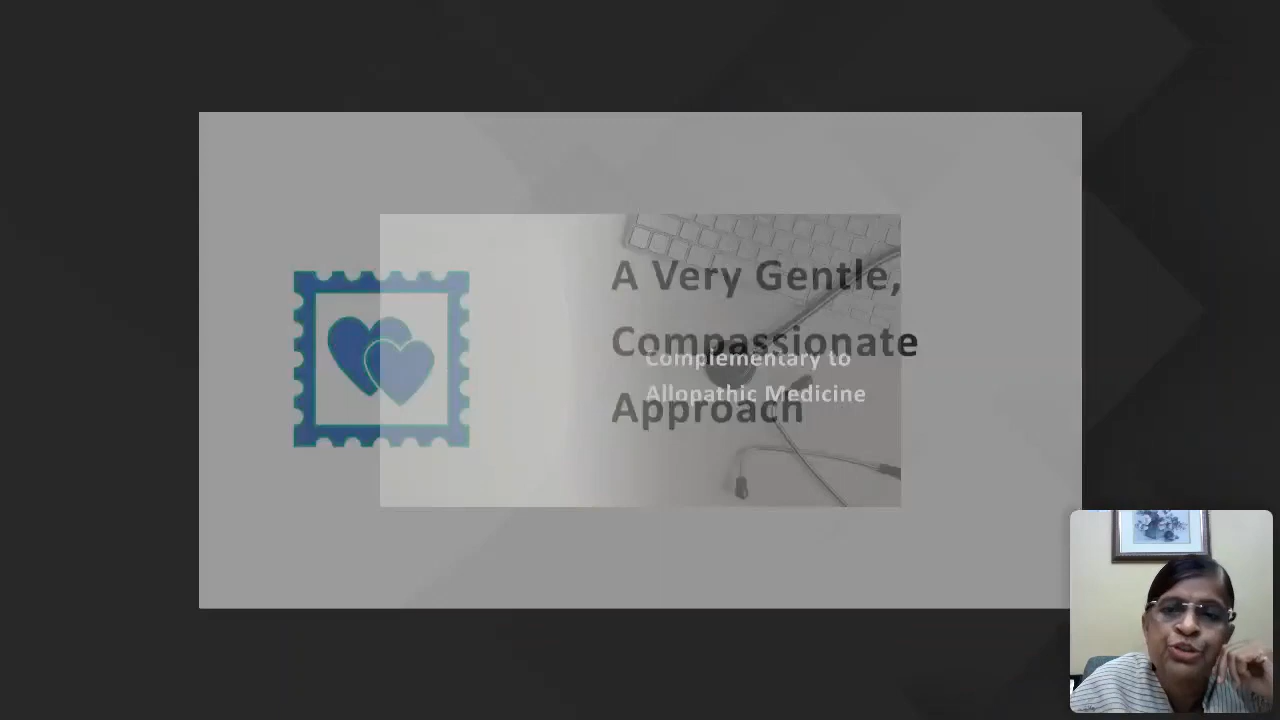 A Very Gentle,
Compassionate
Approach
Complementary to
Allopathic Medicine